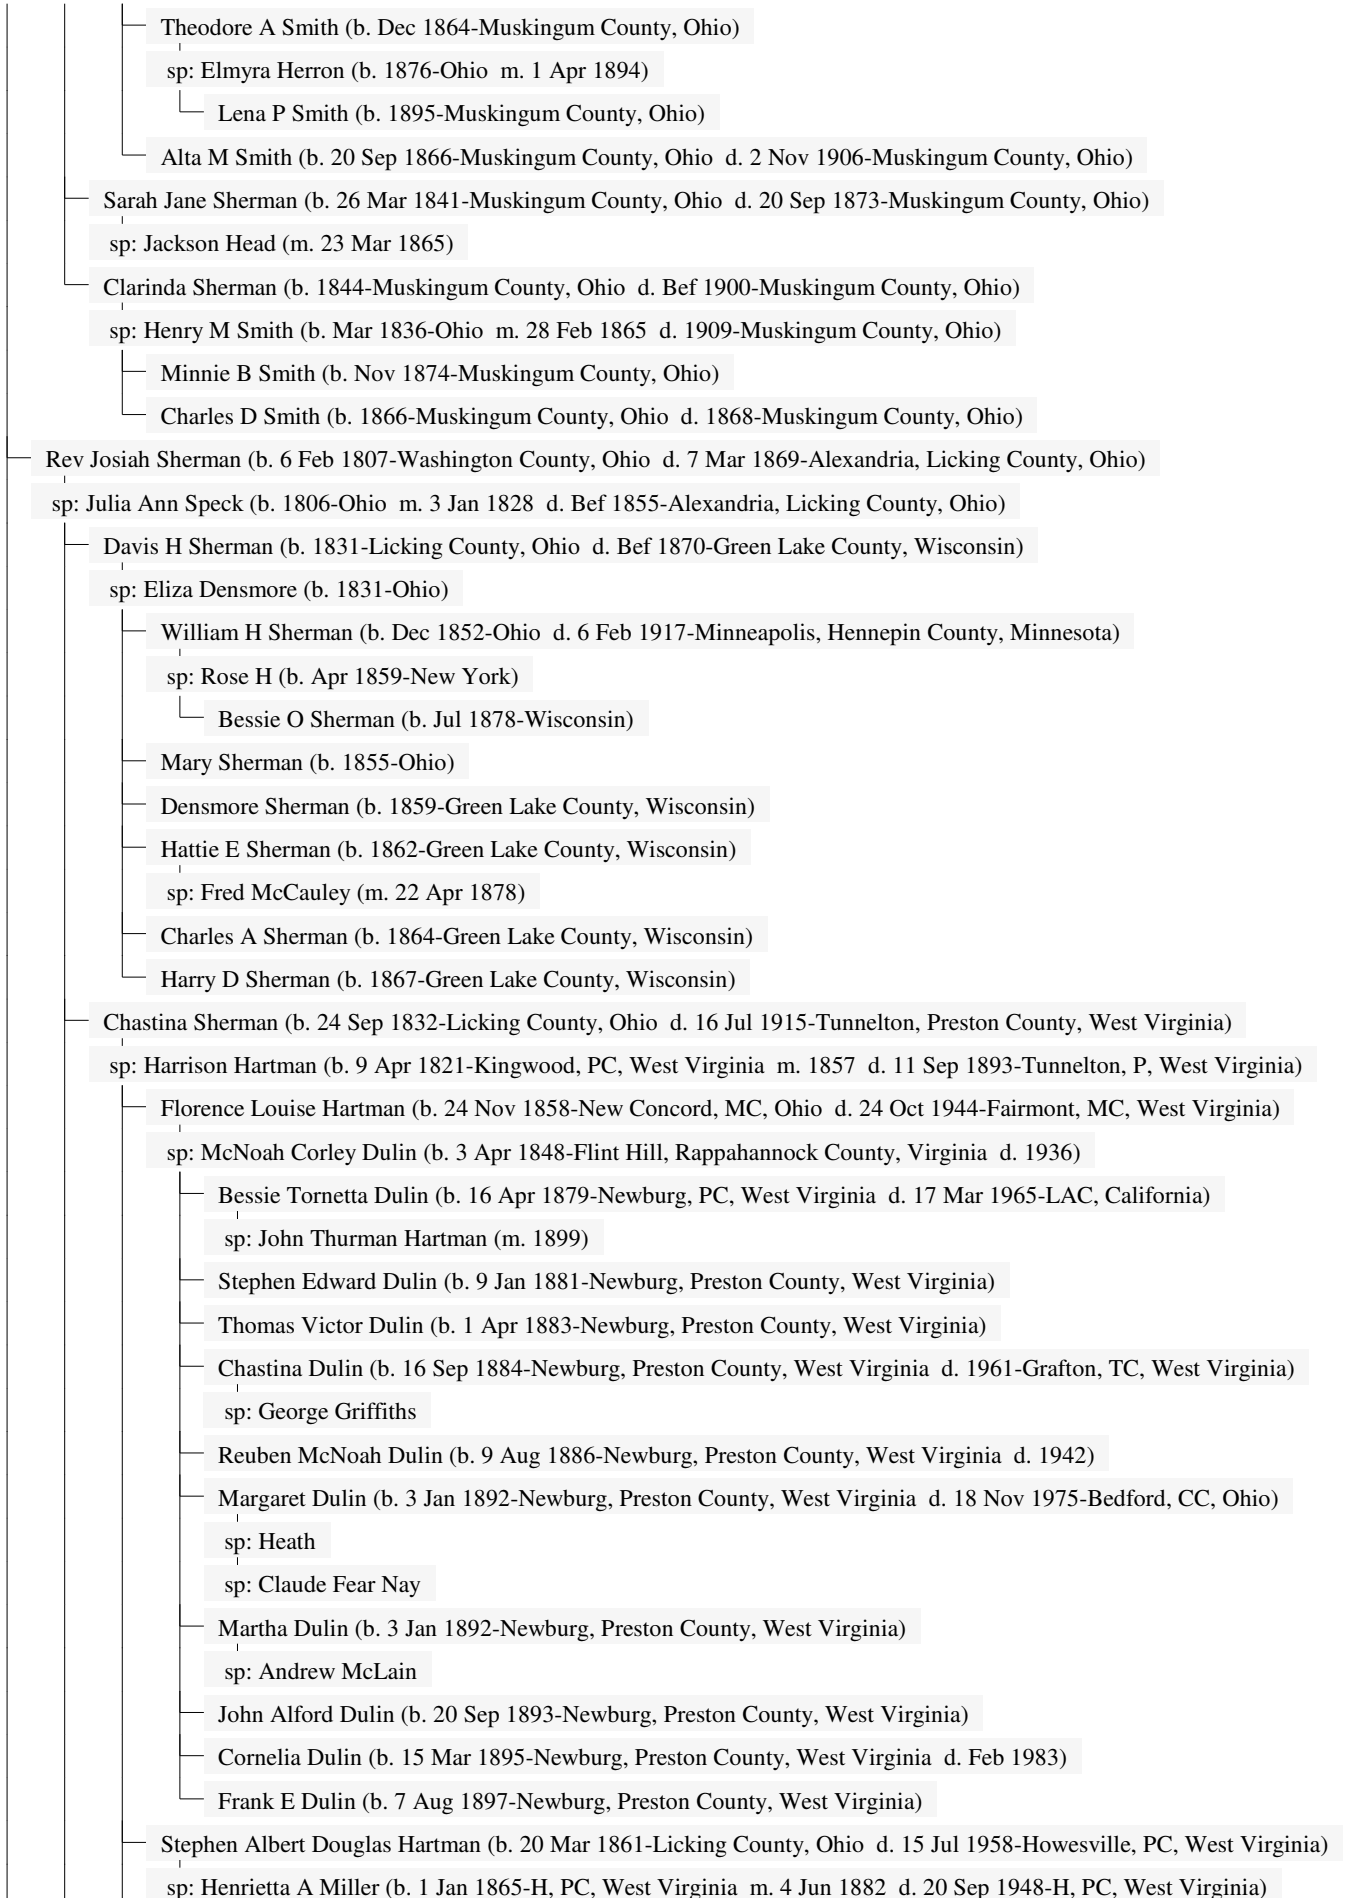 Theodore A Smith (b. Dec 1864-Muskingum County, Ohio)
sp: Elmyra Herron (b. 1876-Ohio  m. 1 Apr 1894)
Lena P Smith (b. 1895-Muskingum County, Ohio)
Alta M Smith (b. 20 Sep 1866-Muskingum County, Ohio  d. 2 Nov 1906-Muskingum County, Ohio)
Sarah Jane Sherman (b. 26 Mar 1841-Muskingum County, Ohio  d. 20 Sep 1873-Muskingum County, Ohio)
sp: Jackson Head (m. 23 Mar 1865)
Clarinda Sherman (b. 1844-Muskingum County, Ohio  d. Bef 1900-Muskingum County, Ohio)
sp: Henry M Smith (b. Mar 1836-Ohio  m. 28 Feb 1865  d. 1909-Muskingum County, Ohio)
Minnie B Smith (b. Nov 1874-Muskingum County, Ohio)
Charles D Smith (b. 1866-Muskingum County, Ohio  d. 1868-Muskingum County, Ohio)
Rev Josiah Sherman (b. 6 Feb 1807-Washington County, Ohio  d. 7 Mar 1869-Alexandria, Licking County, Ohio)
sp: Julia Ann Speck (b. 1806-Ohio  m. 3 Jan 1828  d. Bef 1855-Alexandria, Licking County, Ohio)
Davis H Sherman (b. 1831-Licking County, Ohio  d. Bef 1870-Green Lake County, Wisconsin)
sp: Eliza Densmore (b. 1831-Ohio)
William H Sherman (b. Dec 1852-Ohio  d. 6 Feb 1917-Minneapolis, Hennepin County, Minnesota)
sp: Rose H (b. Apr 1859-New York)
Bessie O Sherman (b. Jul 1878-Wisconsin)
Mary Sherman (b. 1855-Ohio)
Densmore Sherman (b. 1859-Green Lake County, Wisconsin)
Hattie E Sherman (b. 1862-Green Lake County, Wisconsin)
sp: Fred McCauley (m. 22 Apr 1878)
Charles A Sherman (b. 1864-Green Lake County, Wisconsin)
Harry D Sherman (b. 1867-Green Lake County, Wisconsin)
Chastina Sherman (b. 24 Sep 1832-Licking County, Ohio  d. 16 Jul 1915-Tunnelton, Preston County, West Virginia)
sp: Harrison Hartman (b. 9 Apr 1821-Kingwood, PC, West Virginia  m. 1857  d. 11 Sep 1893-Tunnelton, P, West Virginia)
Florence Louise Hartman (b. 24 Nov 1858-New Concord, MC, Ohio  d. 24 Oct 1944-Fairmont, MC, West Virginia)
sp: McNoah Corley Dulin (b. 3 Apr 1848-Flint Hill, Rappahannock County, Virginia  d. 1936)
Bessie Tornetta Dulin (b. 16 Apr 1879-Newburg, PC, West Virginia  d. 17 Mar 1965-LAC, California)
sp: John Thurman Hartman (m. 1899)
Stephen Edward Dulin (b. 9 Jan 1881-Newburg, Preston County, West Virginia)
Thomas Victor Dulin (b. 1 Apr 1883-Newburg, Preston County, West Virginia)
Chastina Dulin (b. 16 Sep 1884-Newburg, Preston County, West Virginia  d. 1961-Grafton, TC, West Virginia)
sp: George Griffiths
Reuben McNoah Dulin (b. 9 Aug 1886-Newburg, Preston County, West Virginia  d. 1942)
Margaret Dulin (b. 3 Jan 1892-Newburg, Preston County, West Virginia  d. 18 Nov 1975-Bedford, CC, Ohio)
sp: Heath
sp: Claude Fear Nay
Martha Dulin (b. 3 Jan 1892-Newburg, Preston County, West Virginia)
sp: Andrew McLain
John Alford Dulin (b. 20 Sep 1893-Newburg, Preston County, West Virginia)
Cornelia Dulin (b. 15 Mar 1895-Newburg, Preston County, West Virginia  d. Feb 1983)
Frank E Dulin (b. 7 Aug 1897-Newburg, Preston County, West Virginia)
Stephen Albert Douglas Hartman (b. 20 Mar 1861-Licking County, Ohio  d. 15 Jul 1958-Howesville, PC, West Virginia)
sp: Henrietta A Miller (b. 1 Jan 1865-H, PC, West Virginia  m. 4 Jun 1882  d. 20 Sep 1948-H, PC, West Virginia)